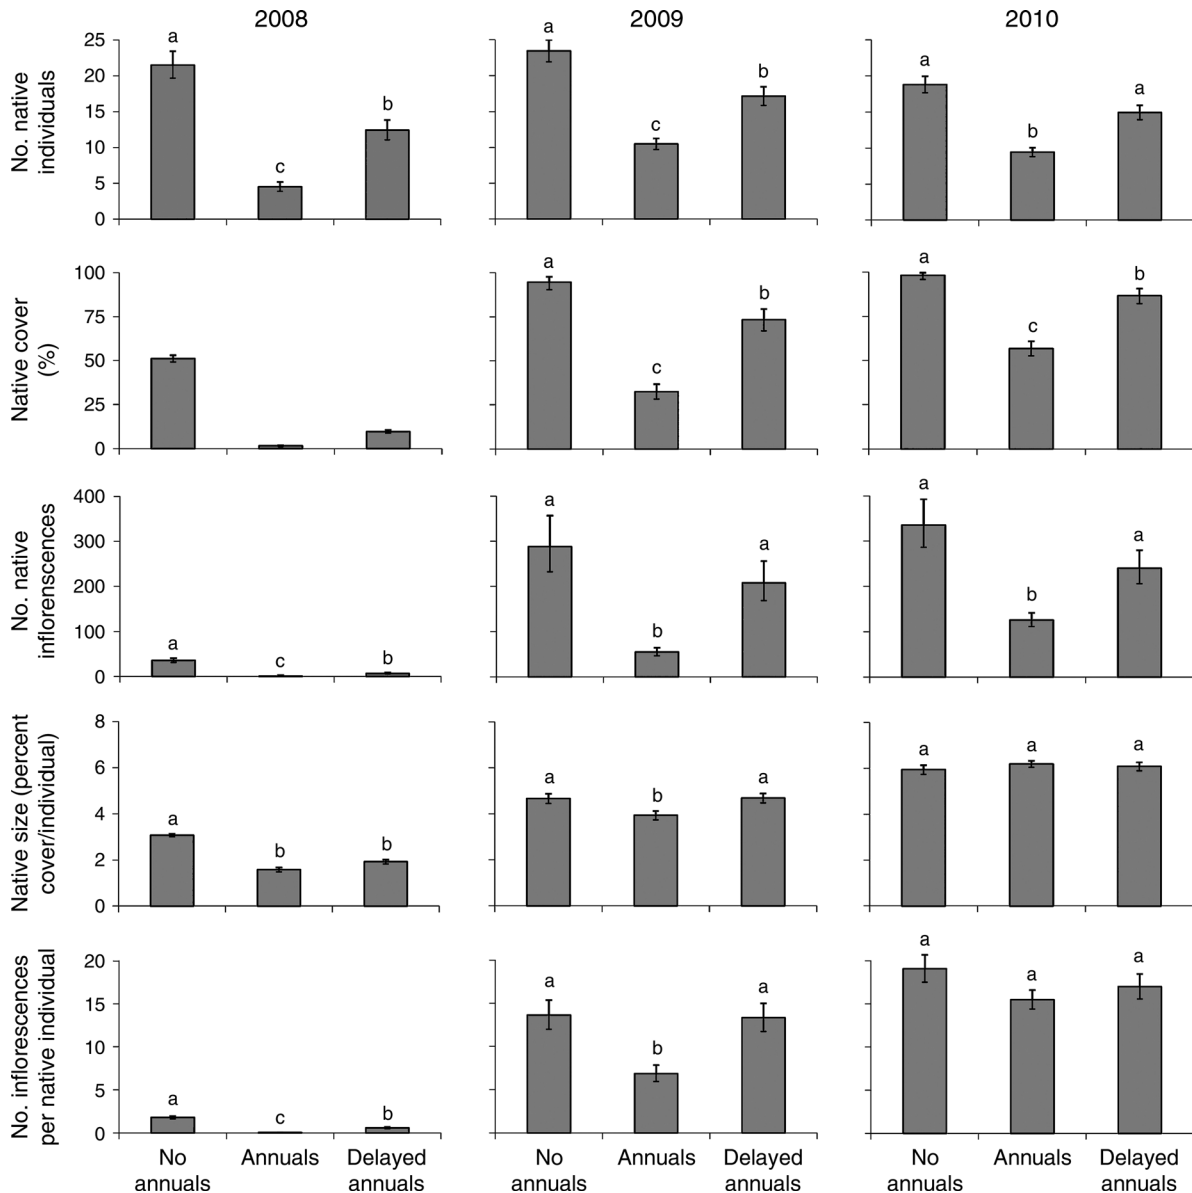 2008
2009
2010
No. native
individuals
25
20
15
10
5
0
a
c
b
a
c
b
a
b
a
Native cover
(%)
100
75
50
25
0
a
c
b
a
c
b
No. native
inflorenscences
400
300
200
100
0
a
c
b
a
b
a
a
b
a
Native size (percent
cover/individual)
8
6
4
2
0
a
b
b
a
b
a
a
a
a
No. inflorescences
per native individual
20
15
10
5
0
a
c
b
a
b
a
a
a
a
No
annuals
Annuals
Delayed
annuals
No
annuals
Annuals
Delayed
annuals
No
annuals
Annuals
Delayed
annuals